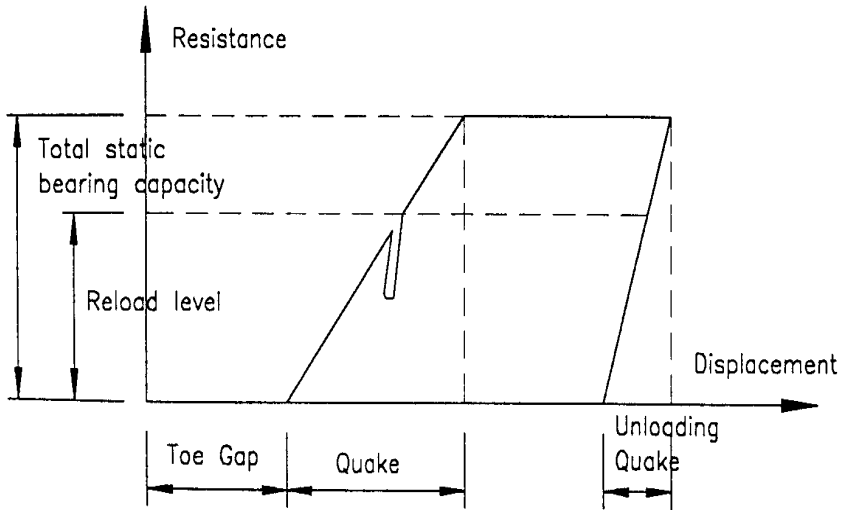 Resistance
Total static
bearing capacity
Reload level
Displacement
Toe Gap
Quake
Unloading
Quake